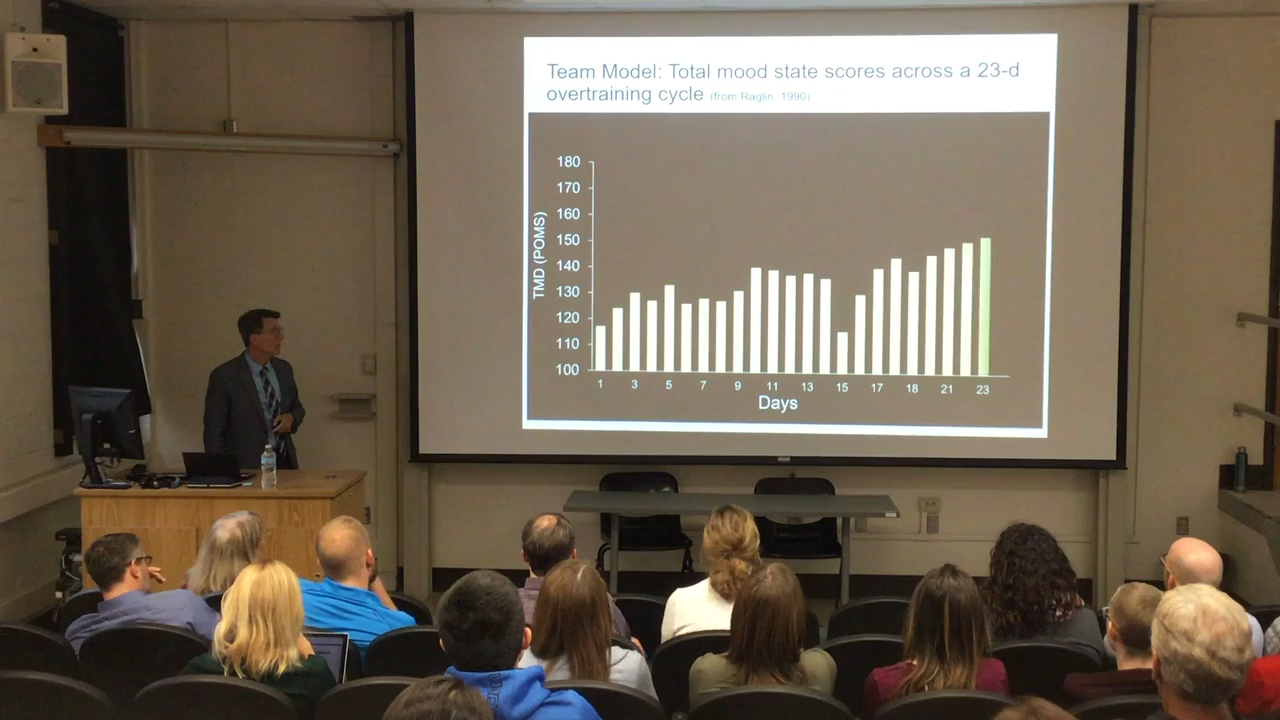 Team Model: Total mood state scores across a 23-d
overtraining cycle (from Raglin, 1990)
180
170
160
150
140
130
120
110
100
TMD (POMS)
1 3 5 7 9 11 13 15 17 18 21 23
Days